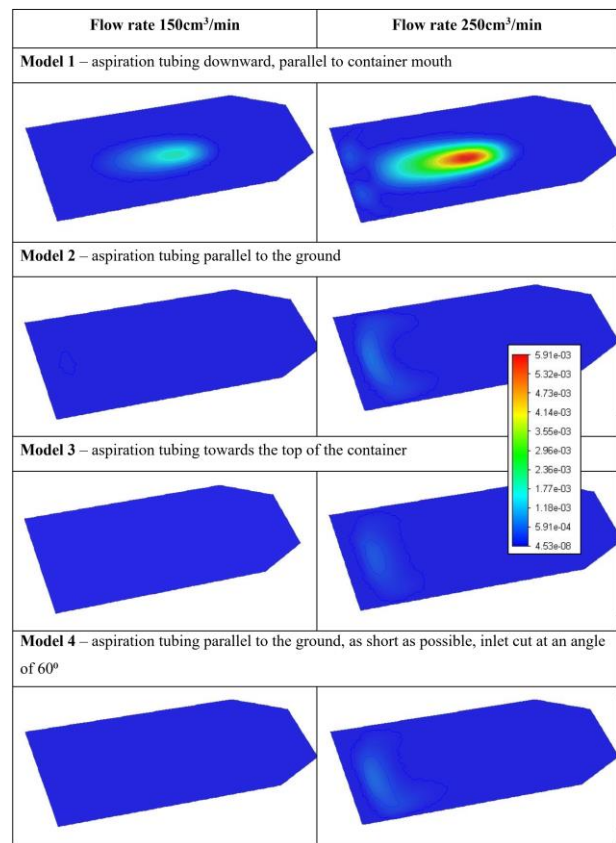 Flow rate 150cm³/min
Flow rate 250cm³/min
Model 1 – aspiration tubing downward, parallel to container mouth
Model 2 – aspiration tubing parallel to the ground
5.91e-03
5.32e-03
4.73e-03
4.14e-03
3.55e-03
2.96e-03
2.36e-03
1.77e-03
1.18e-03
5.91e-04
4.53e-08
Model 3 – aspiration tubing towards the top of the container
Model 4 – aspiration tubing parallel to the ground, as short as possible, inlet cut at an angle
of 60º